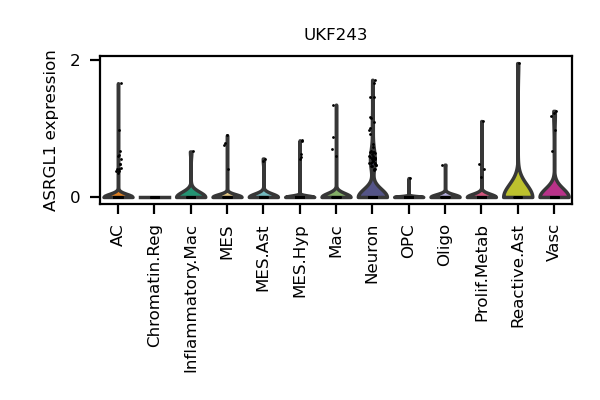 UKF243
ASRGL1 expression
2
0
AC
Chromatin.Reg
Inflammatory.Mac
MES
MES.Ast
MES.Hyp
Mac
Neuron
OPC
Oligo
Prolif.Metab
Reactive.Ast
Vasc